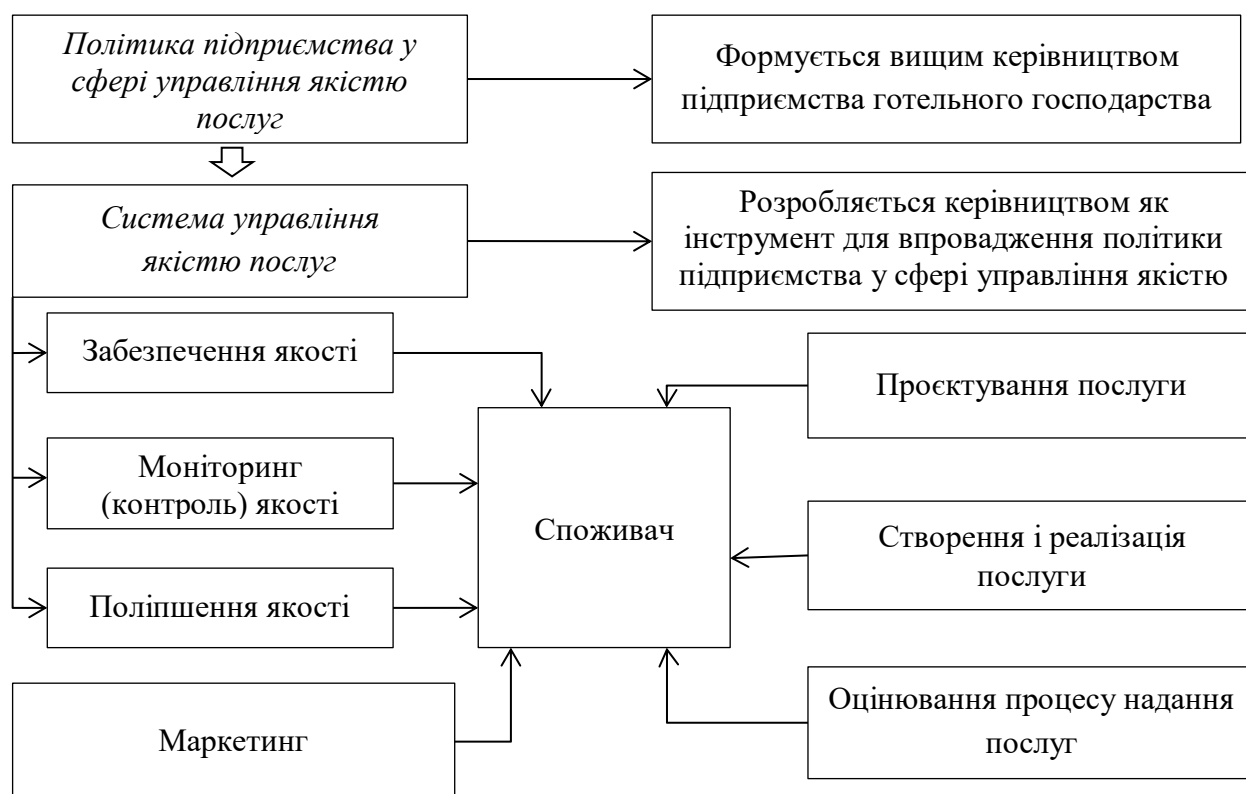 Політика підприємства у
сфері управління якістю
послуг
Формується вищим керівництвом
підприємства готельного господарства
Система управління
якістю послуг
Розробляється керівництвом як
інструмент для впровадження політики
підприємства у сфері управління якістю
Забезпечення якості
Проєктування послуги
Моніторинг
(контроль) якості
Споживач
Створення і реалізація
послуги
Поліпшення якості
Маркетинг
Оцінювання процесу надання
послуг